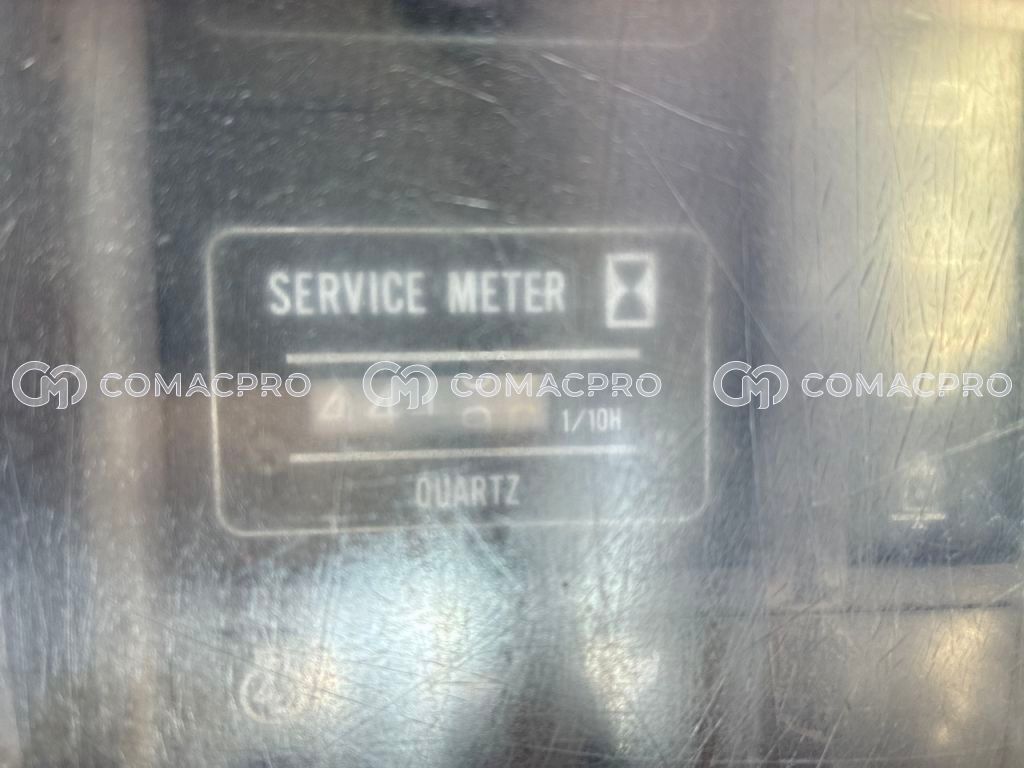 SERVICE METER
COMACPRO COMACPRO COMACPRO
1/10H
QUARTZ